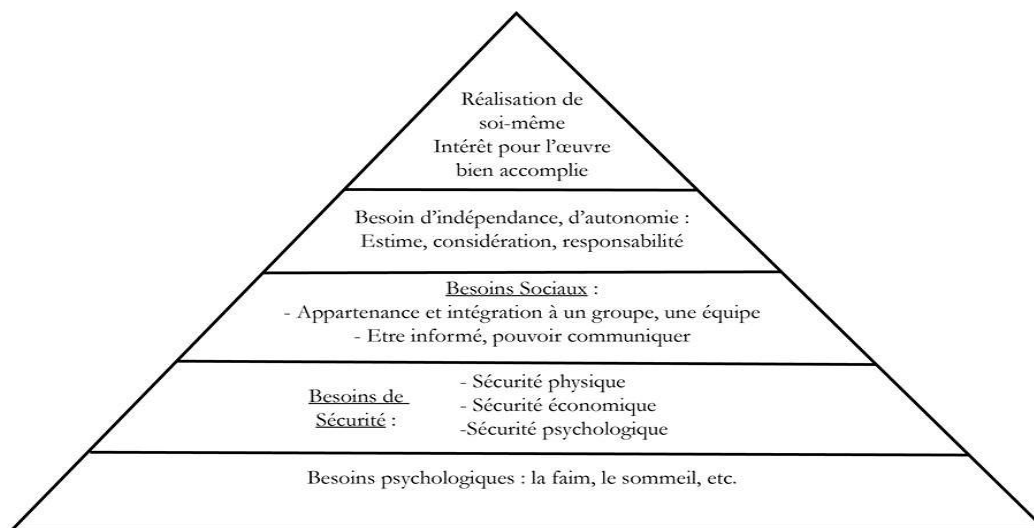 Réalisation de
soi-même
Intérêt pour l’œuvre
bien accomplie
Besoin d’indépendance, d’autonomie :
Estime, considération, responsabilité
Besoins Sociaux :
- Appartenance et intégration à un groupe, une équipe
- Etre informé, pouvoir communiquer
Besoins de
Sécurité :
- Sécurité physique
- Sécurité économique
-Sécurité psychologique
Besoins psychologiques : la faim, le sommeil, etc.